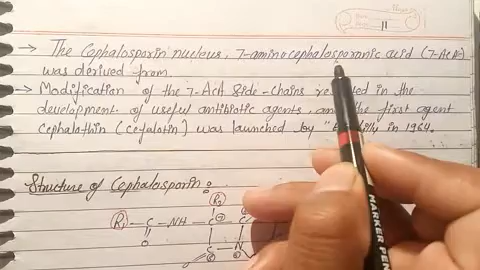 → The Cephalosporin nucleus, 7-aminocephalosporanic acid (7-ACA)
was derived from.
→ Modification of the 7-ACA Side-Chains in the
development of useful antibiotic agents, and the first agent
Cephalothin (cefalotin) was launched by in 1964.
Structure of Cephalosporin :
R₁ - C - NH - C - C
O
C - N
O
MARKER PEN